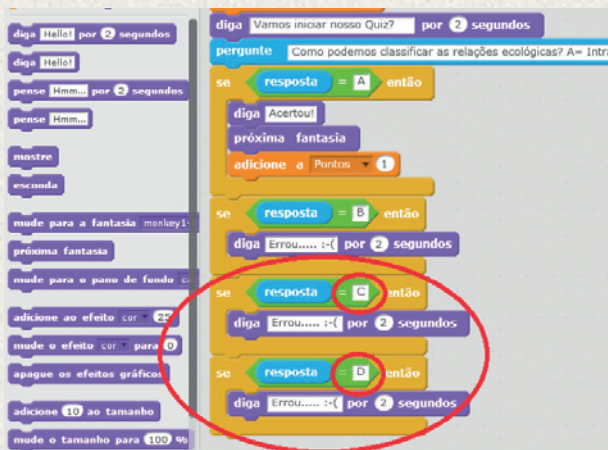 diga Hello! por 2 segundos
diga Hello!
pense Hmm... por 2 segundos
pense Hmm...
mostre
esconda
mude para a fantasia monkey1-
próxima fantasia
mude para o pano de fundo
adicione ao efeito cor 25
mude o efeito cor para 0
apague os efeitos gráficos
adicione 10 ao tamanho
mude o tamanho para 100 %
diga Vamos iniciar nosso Quiz? por 2 segundos
pergunte Como podemos classificar as relações ecológicas? A= Intra
se resposta = A então
diga Acertou!
próxima fantasia
adicione a Pontos 1
se resposta = B então
diga Errou..... :-( por 2 segundos
se resposta = C então
diga Errou..... :-( por 2 segundos
se resposta = D então
diga Errou..... :-( por 2 segundos